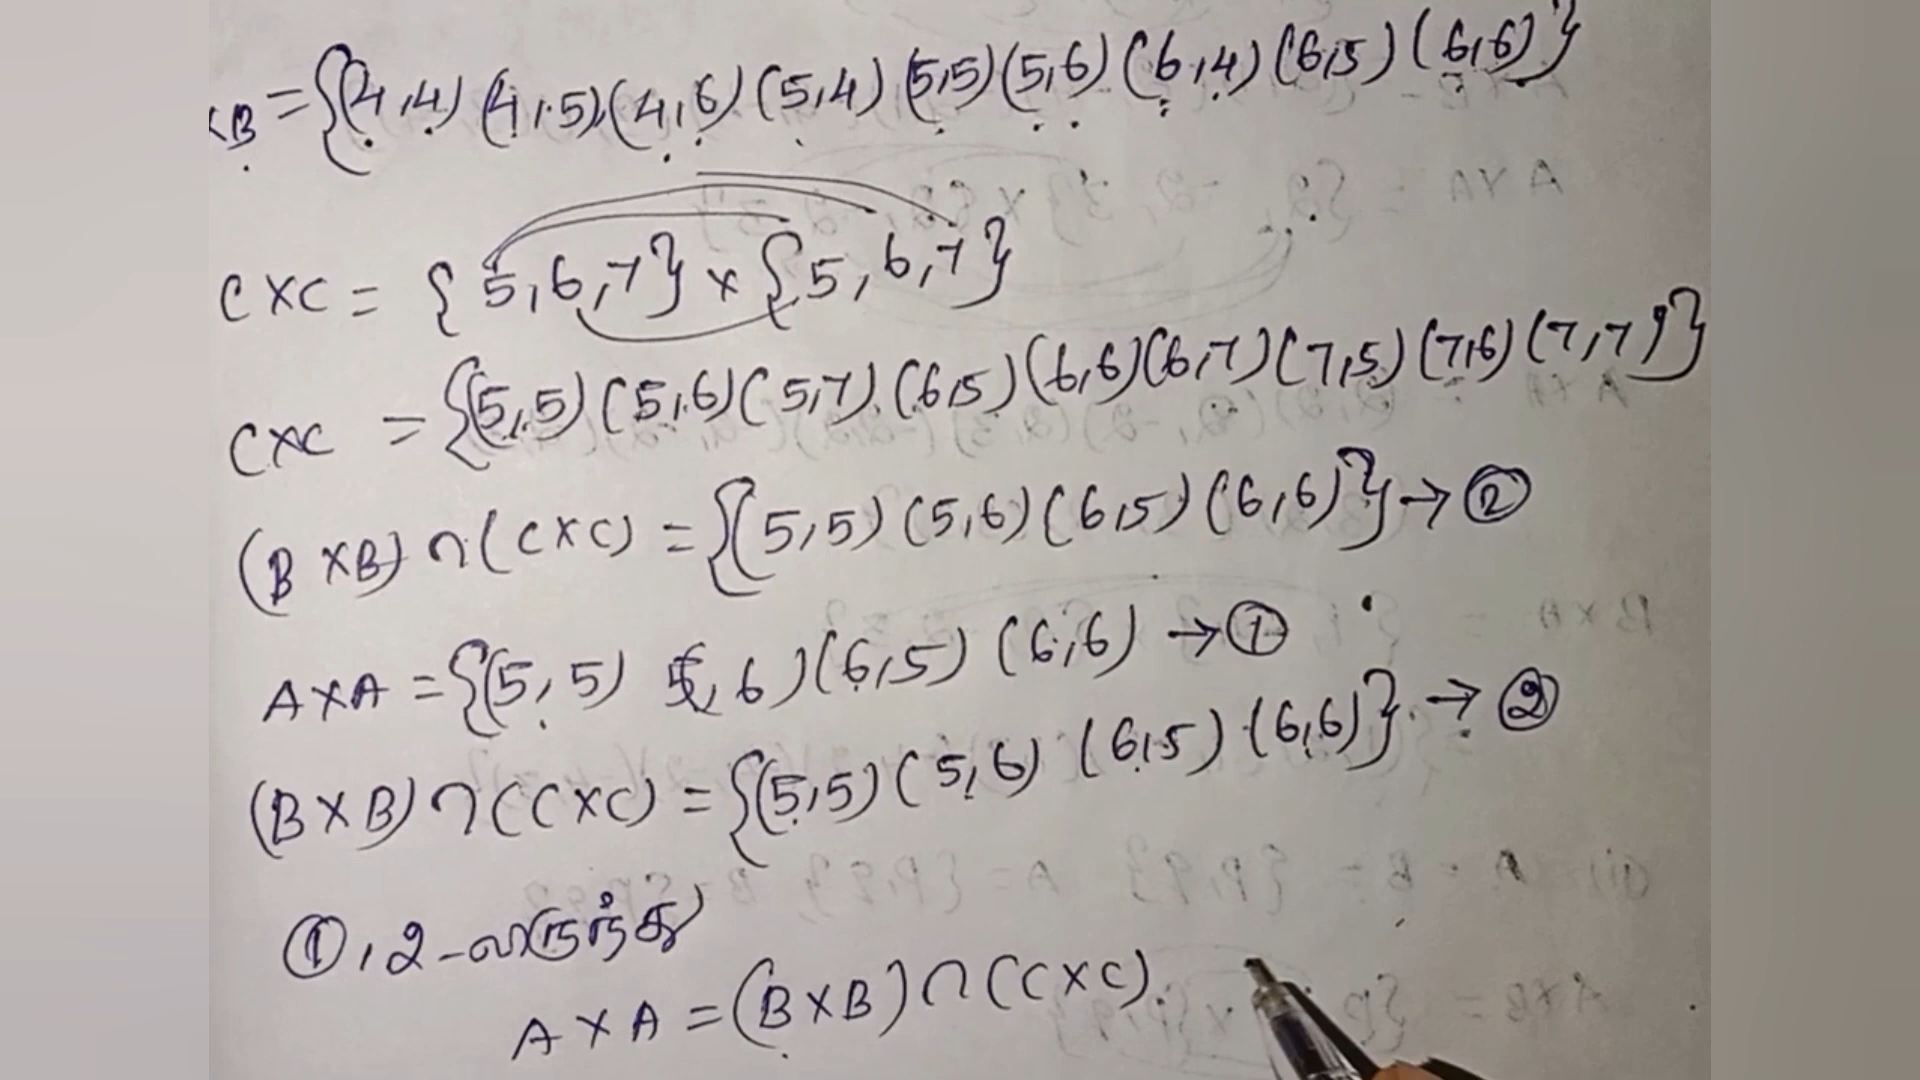 ×B = {(4,4) (4,5) (4,6) (5,4) (5,5) (5,6) (6,4) (6,5) (6,6)}
C×C = {5,6,7} × {5,6,7}
C×C = {(5,5) (5,6) (5,7) (6,5) (6,6) (6,7) (7,5) (7,6) (7,7)}
(B×B) ∩ (C×C) = {(5,5) (5,6) (6,5) (6,6)} → ②
A×A = {(5,5) (5,6) (6,5) (6,6) → ①
(B×B) ∩ (C×C) = {(5,5) (5,6) (6,5) (6,6)} → ②
①, 2-லிருந்து
A×A = (B×B) ∩ (C×C).